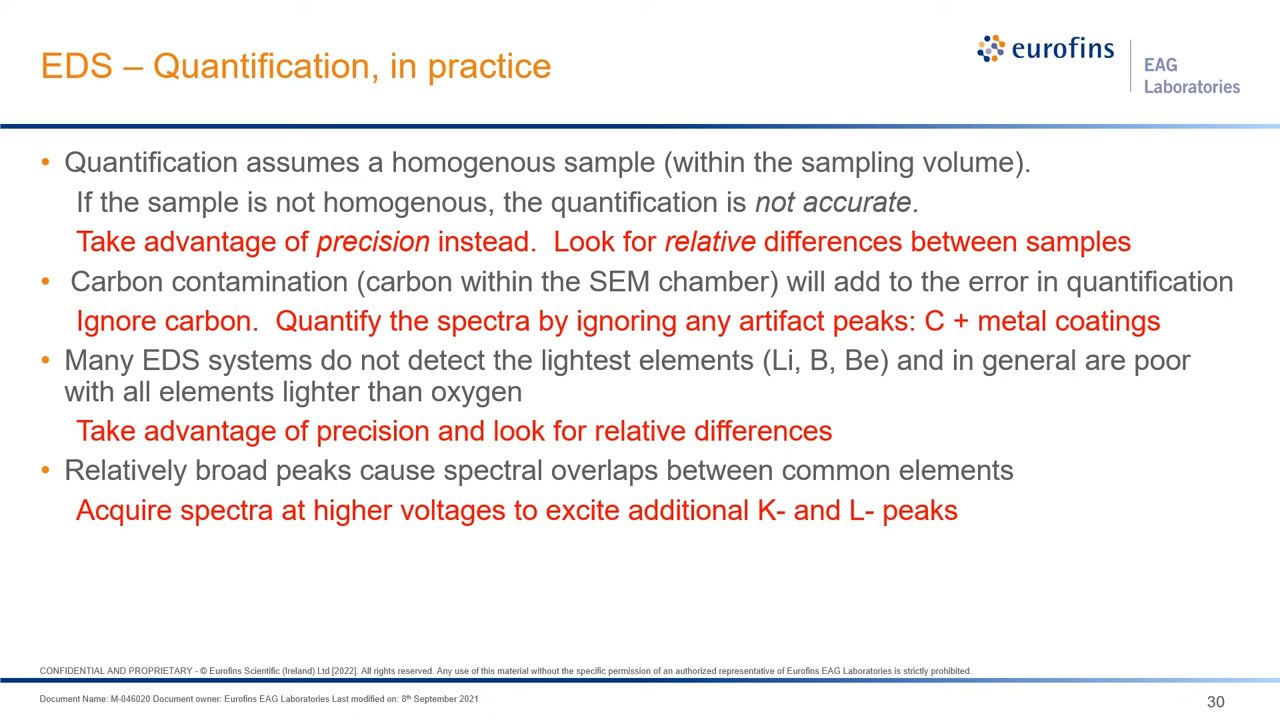 EDS – Quantification, in practice
eurofins
EAG
Laboratories
• Quantification assumes a homogenous sample (within the sampling volume).
If the sample is not homogenous, the quantification is not accurate.
Take advantage of precision instead.  Look for relative differences between samples
• Carbon contamination (carbon within the SEM chamber) will add to the error in quantification
Ignore carbon.  Quantify the spectra by ignoring any artifact peaks: C + metal coatings
• Many EDS systems do not detect the lightest elements (Li, B, Be) and in general are poor
with all elements lighter than oxygen
Take advantage of precision and look for relative differences
• Relatively broad peaks cause spectral overlaps between common elements
Acquire spectra at higher voltages to excite additional K- and L- peaks
CONFIDENTIAL AND PROPRIETARY - © Eurofins Scientific (Ireland) Ltd [2022]. All rights reserved. Any use of this material without the specific permission of an authorized representative of Eurofins EAG Laboratories is strictly prohibited.
Document Name: M-046020 Document owner: Eurofins EAG Laboratories Last modified on: 8th September 2021
30